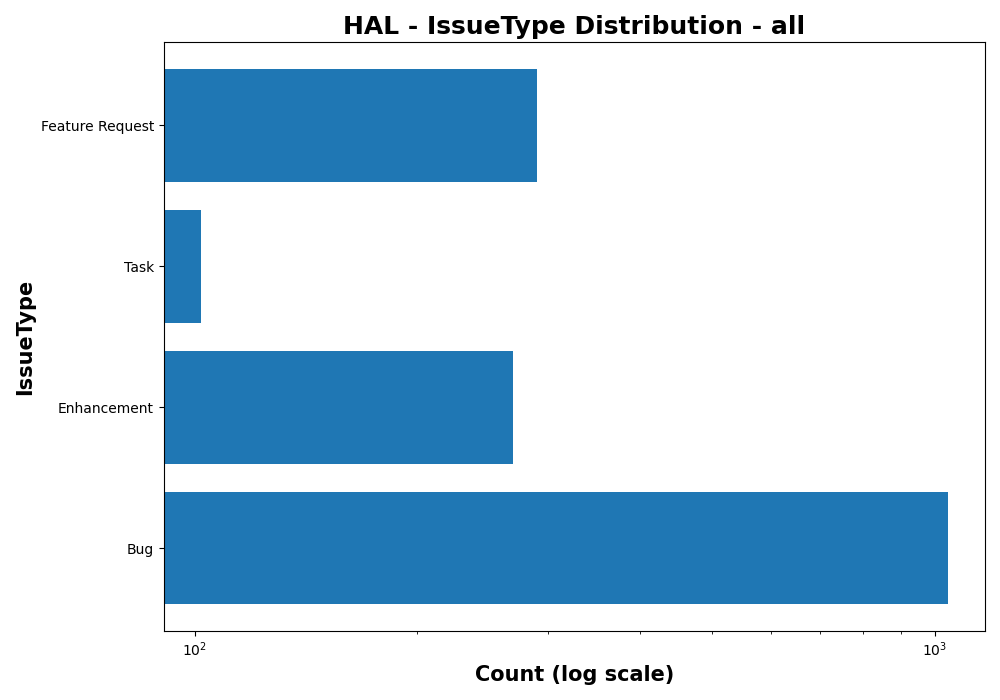 HAL - IssueType Distribution - all
Feature Request
Task
Enhancement
Bug
IssueType
10²
10³
Count (log scale)